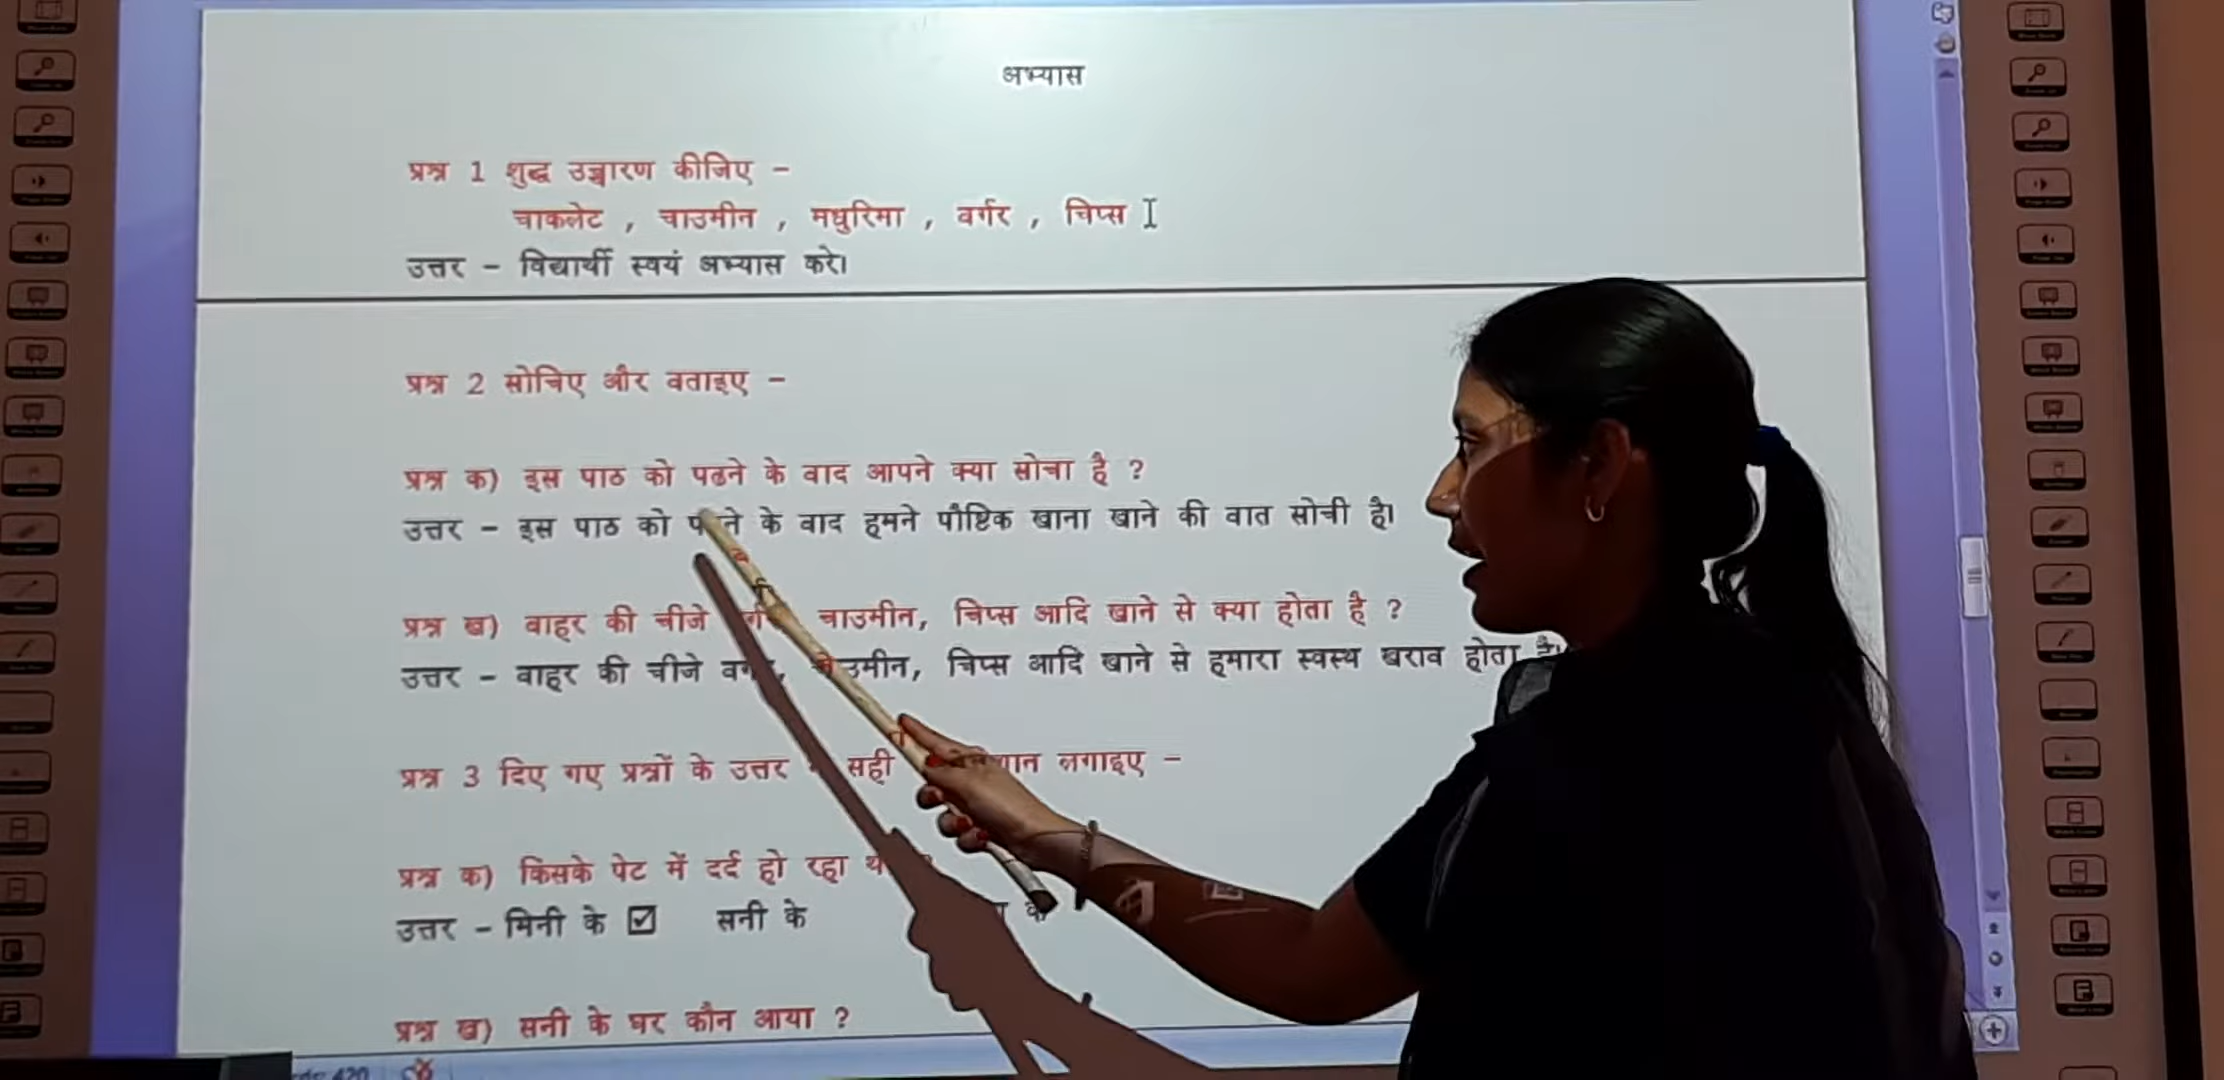 अभ्यास
प्रश्न 1 शुद्ध उच्चारण कीजिए -
चाकलेट , चाउमीन , मधुरिमा , वर्गर , चिप्स
उत्तर - विद्यार्थी स्वयं अभ्यास करे।
प्रश्न 2 सोचिए और वताइए -
प्रश्न क) इस पाठ को पढने के वाद आपने क्या सोचा है ?
उत्तर - इस पाठ को के वाद हमने पौष्टिक खाना खाने की वात सोची है।
प्रश्न ख) वाहर की चीजे चाउमीन, चिप्स आदि खाने से क्या होता है ?
उत्तर - वाहर की चीजे चिप्स आदि खाने से हमारा स्वस्थ खराव होता
प्रश्न 3 दिए गए प्रश्नों के उत्तर सही लगाइए -
प्रश्न क) किसके पेट में दर्द हो रहा
उत्तर - मिनी के ☑ सनी के
प्रश्न ख) सनी के घर कौन आया ?